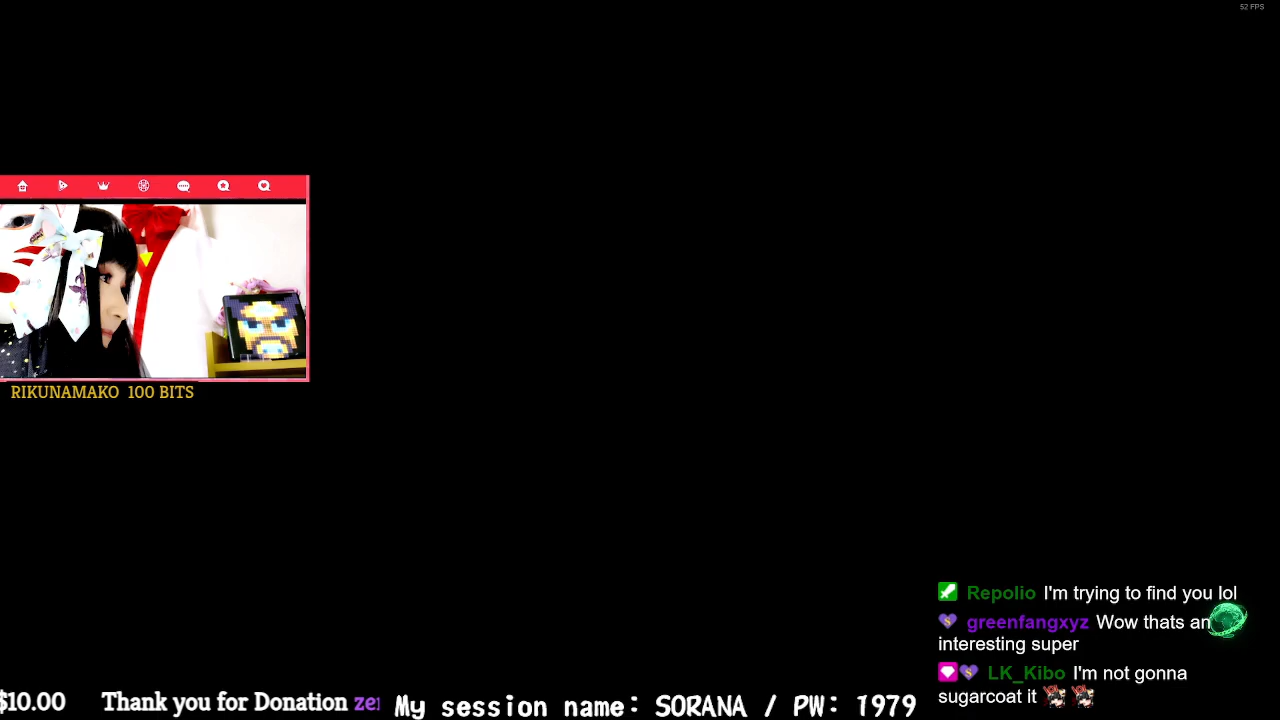 52 FPS
RIKUNAMAKO 100 BITS
Repolio I'm trying to find you lol
greenfangxyz Wow thats an
interesting super
LK_Kibo I'm not gonna
sugarcoat it
$10.00 Thank you for Donation
My session name: SORANA / PW: 1979